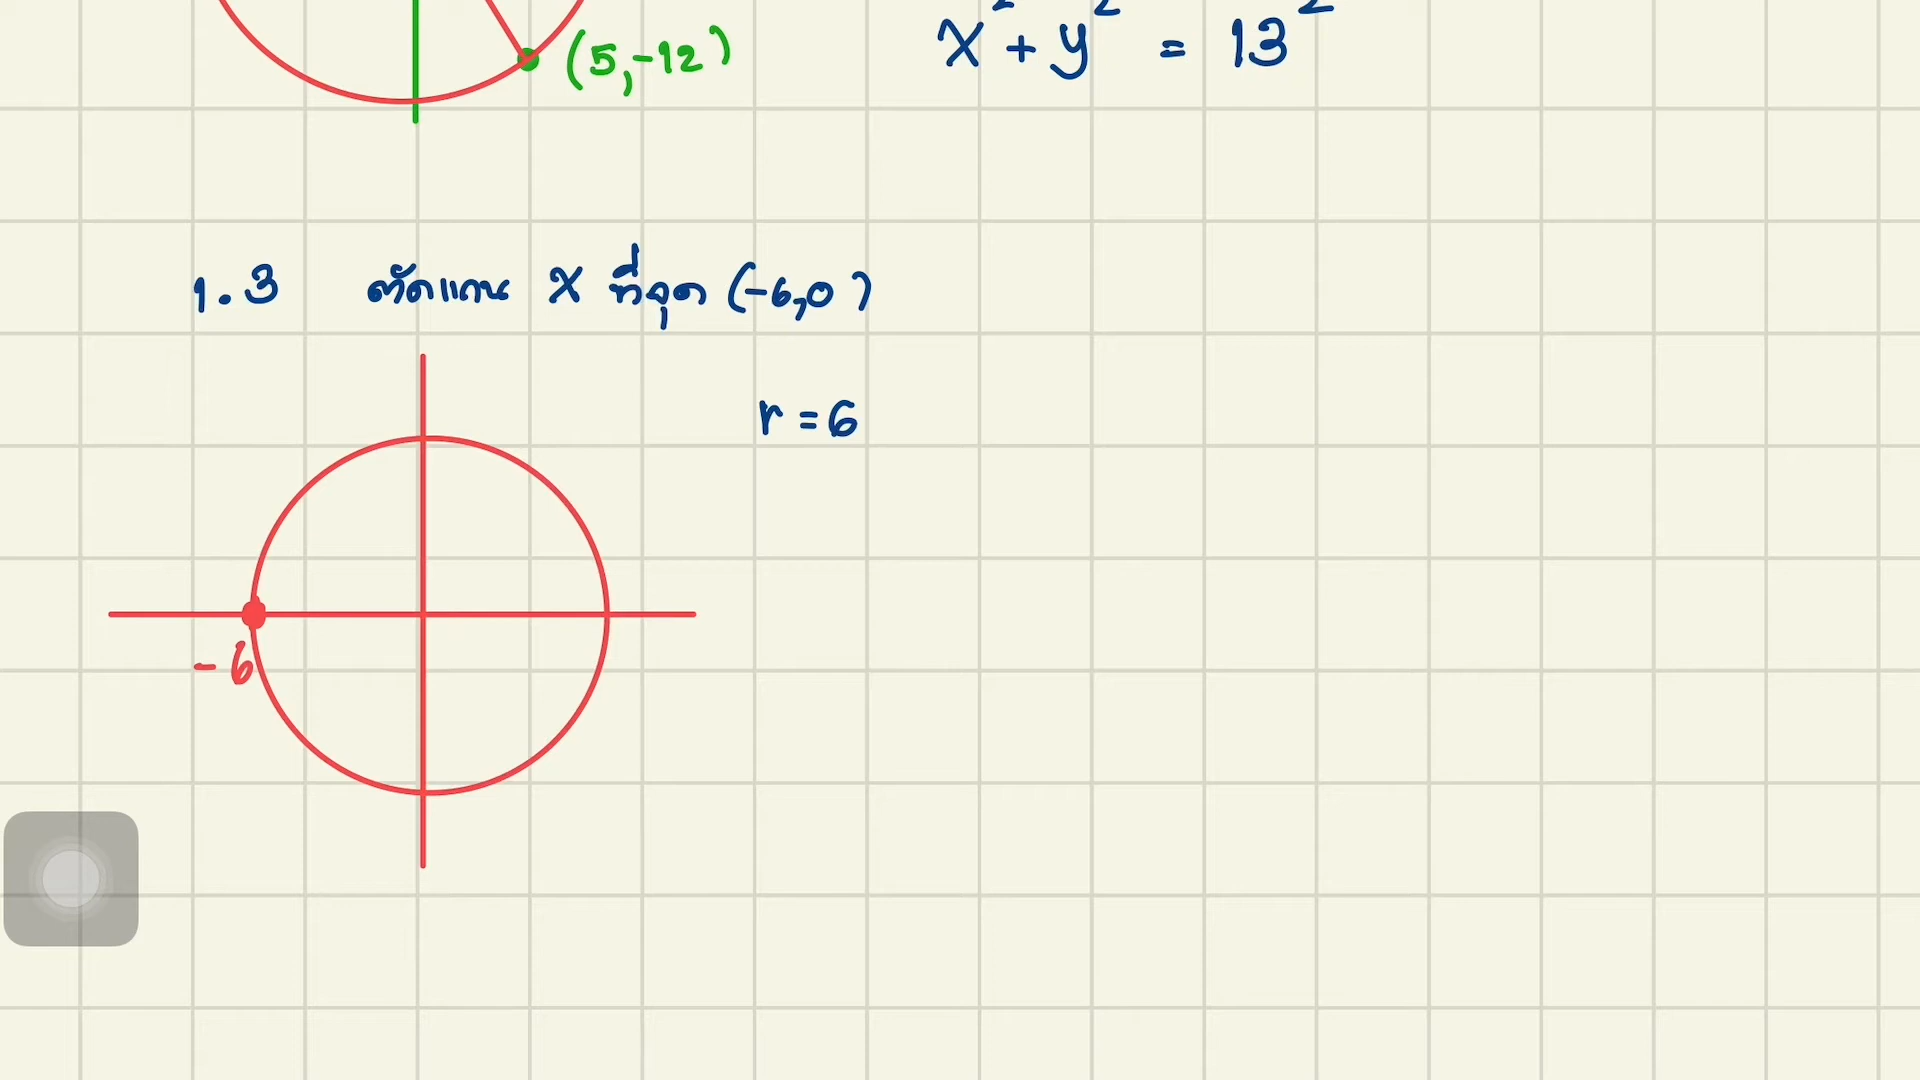 (5,-12)
x² + y² = 13²
1.3 ตัดแกน X ที่จุด (-6,0)
r = 6
-6